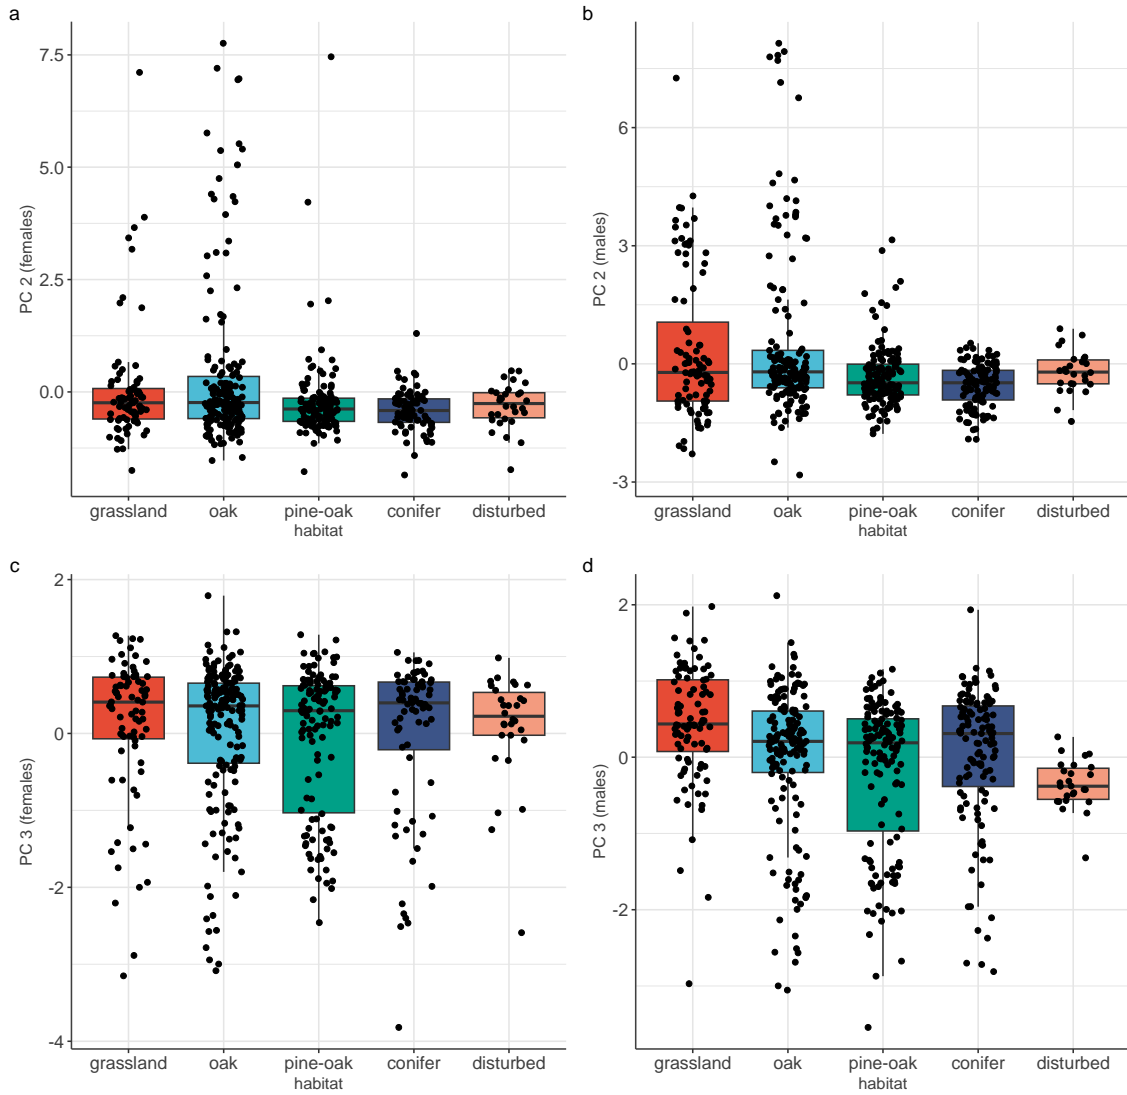 a
7.5
5.0
2.5
0.0
PC 2 (females)
grassland oak pine-oak conifer disturbed
habitat
b
6
3
0
-3
PC 2 (males)
grassland oak pine-oak conifer disturbed
habitat
c
2
0
-2
-4
PC 3 (females)
grassland oak pine-oak conifer disturbed
habitat
d
2
0
-2
PC 3 (males)
grassland oak pine-oak conifer disturbed
habitat